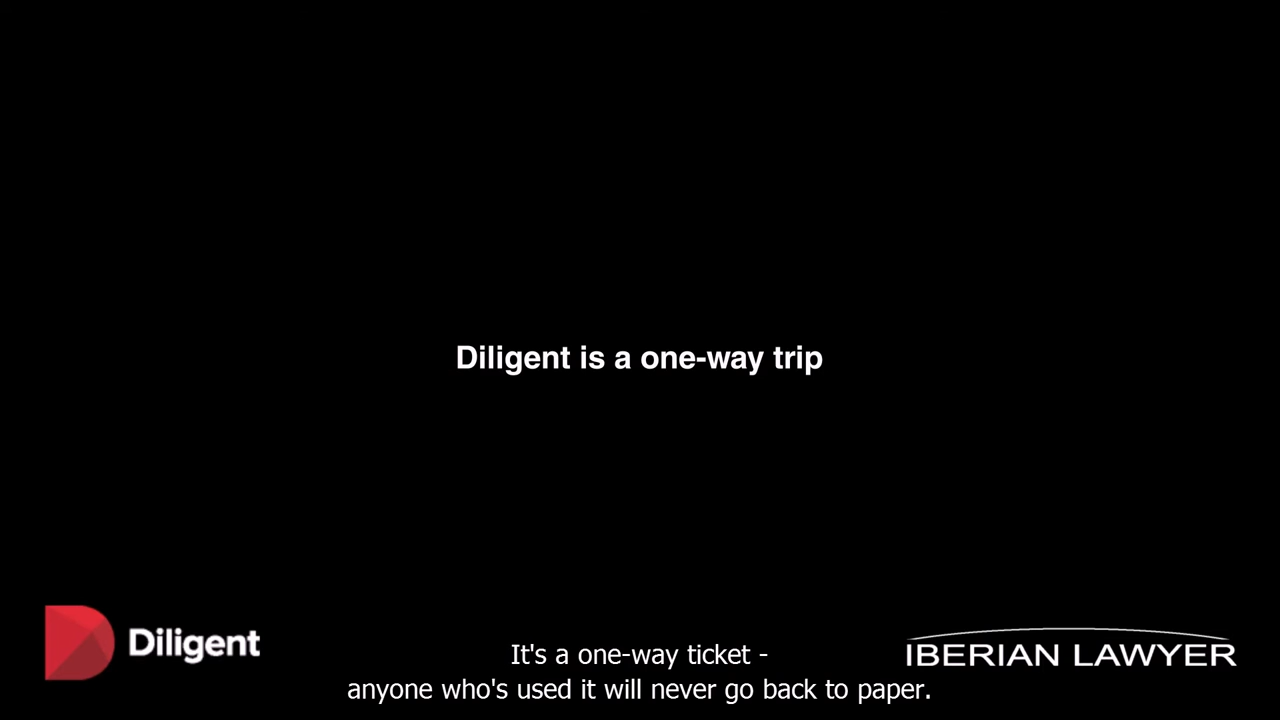 Diligent is a one-way trip
Diligent
IBERIAN LAWYER
It's a one-way ticket -
anyone who's used it will never go back to paper.